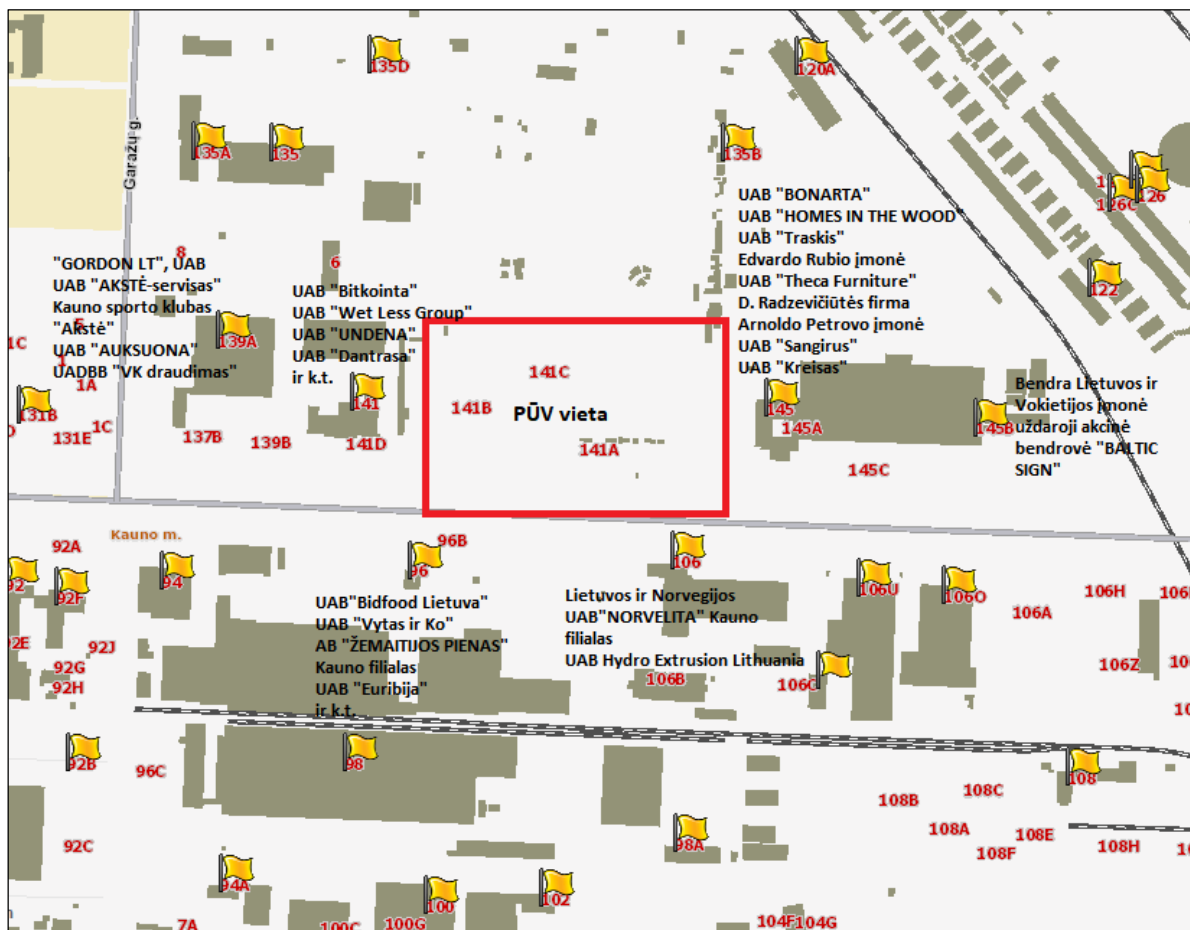 135D
120A
Garažų g.
135A
135
135B
126C
126
UAB "BONARTA"
UAB "HOMES IN THE WOOD
UAB "Traskis"
Edvardo Rubio įmonė
UAB "Theca Furniture"
D. Radzevičiūtės firma
Arnoldo Petrovo įmonė
UAB "Sangirus"
UAB "Kreisas"
122
8
6
"GORDON LT", UAB
UAB "AKSTĖ-servisas"
Kauno sporto klubas
"Akstė"
UAB "AUKSUONA"
UADBB "VK draudimas"
139A
UAB "Bitkointa"
UAB "Wet Less Group"
UAB "UNDENA"
UAB "Dantrasa"
ir k.t.
1C
1A
141C
141B
PŪV vieta
141A
141
141D
131B
131E
1C
137B
139B
145
145A
145B
145C
Bendra Lietuvos ir
Vokietijos įmonė
uždaroji akcinė
bendrovė "BALTIC
SIGN"
Kauno m.
92A
92
92F
94
96B
96
106
106U
106O
106A
106H
92E
92J
92G
92H
UAB"Bidfood Lietuva"
UAB "Vytas ir Ko"
AB "ŽEMAITIJOS PIENAS"
Kauno filialas
UAB "Euribija"
ir k.t.
Lietuvos ir Norvegijos
UAB"NORVELITA" Kauno
filialas
UAB Hydro Extrusion Lithuania
106B
106C
106Z
92B
96C
98
108
108B
108C
108A
108E
108F
108H
92C
98A
94A
100
102
7A
100C
100G
104F
104G